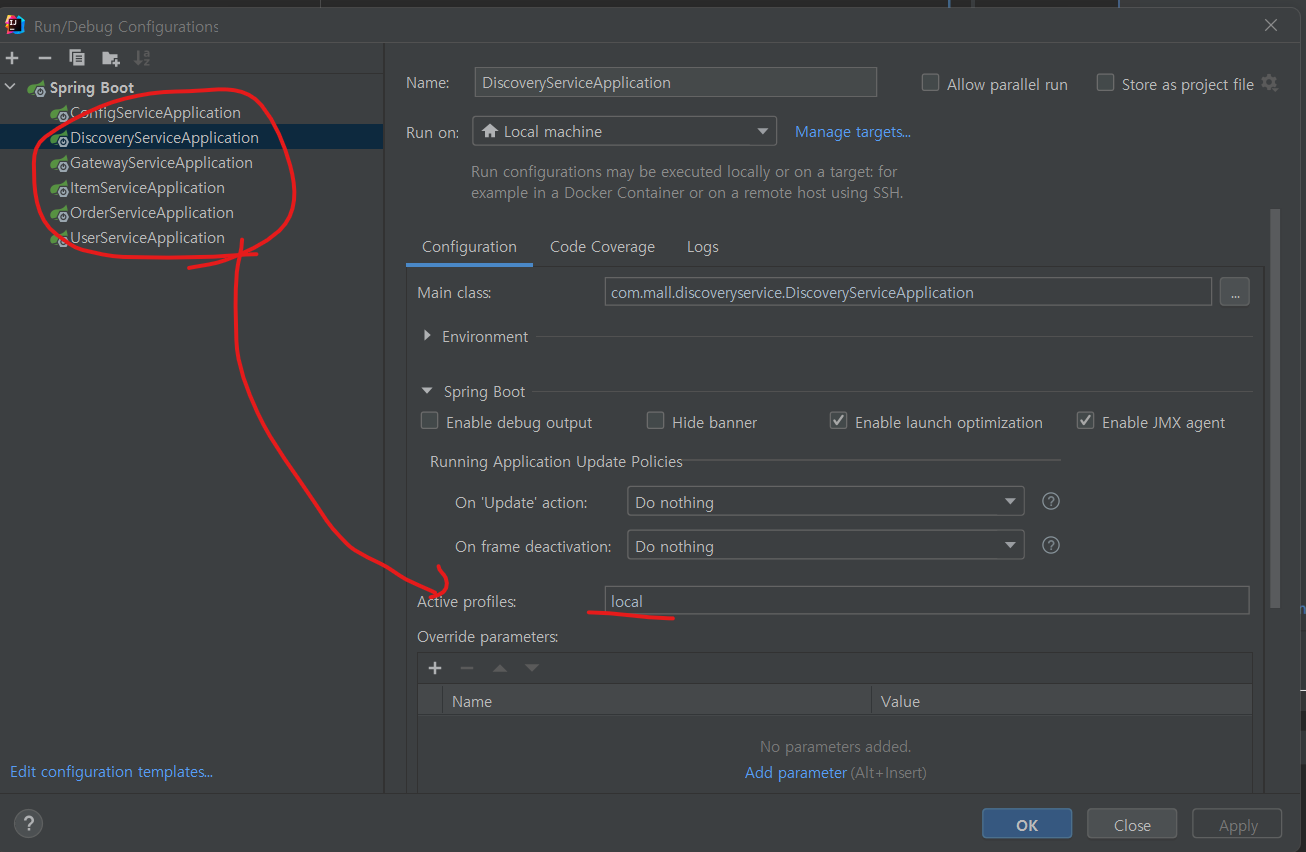 Run/Debug Configurations
Spring Boot
ConfigServiceApplication
DiscoveryServiceApplication
GatewayServiceApplication
ItemServiceApplication
OrderServiceApplication
UserServiceApplication
Edit configuration templates...
Name: DiscoveryServiceApplication Allow parallel run Store as project file
Run on: Local machine Manage targets...
Run configurations may be executed locally or on a target: for
example in a Docker Container or on a remote host using SSH.
Configuration Code Coverage Logs
Main class: com.mall.discoveryservice.DiscoveryServiceApplication ...
Environment
Spring Boot
Enable debug output Hide banner Enable launch optimization Enable JMX agent
Running Application Update Policies
On 'Update' action: Do nothing ?
On frame deactivation: Do nothing ?
Active profiles: local
Override parameters:
Name Value
No parameters added.
Add parameter (Alt+Insert)
? OK Close Apply